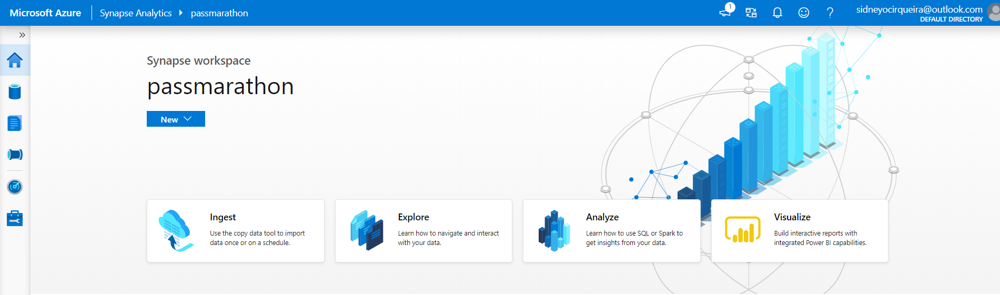 Microsoft Azure
Synapse Analytics
passmarathon
1
?
sidneyocirqueira@outlook.com
DEFAULT DIRECTORY
»
Synapse workspace
passmarathon
New
Ingest
Use the copy data tool to import
data once or on a schedule.
Explore
Learn how to navigate and interact
with your data.
Analyze
Learn how to use SQL or Spark to
get insights from your data.
Visualize
Build interactive reports with
integrated Power BI capabilities.